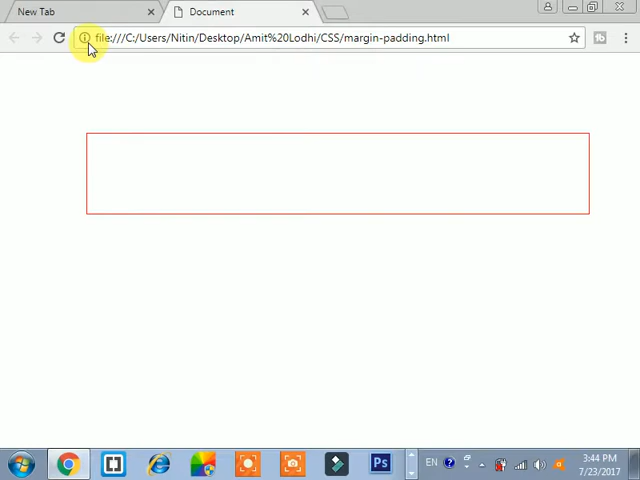 New Tab
Document
file:///C:/Users/Nitin/Desktop/Amit%20Lodhi/CSS/margin-padding.html
Ps
EN
3:44 PM
7/23/2017